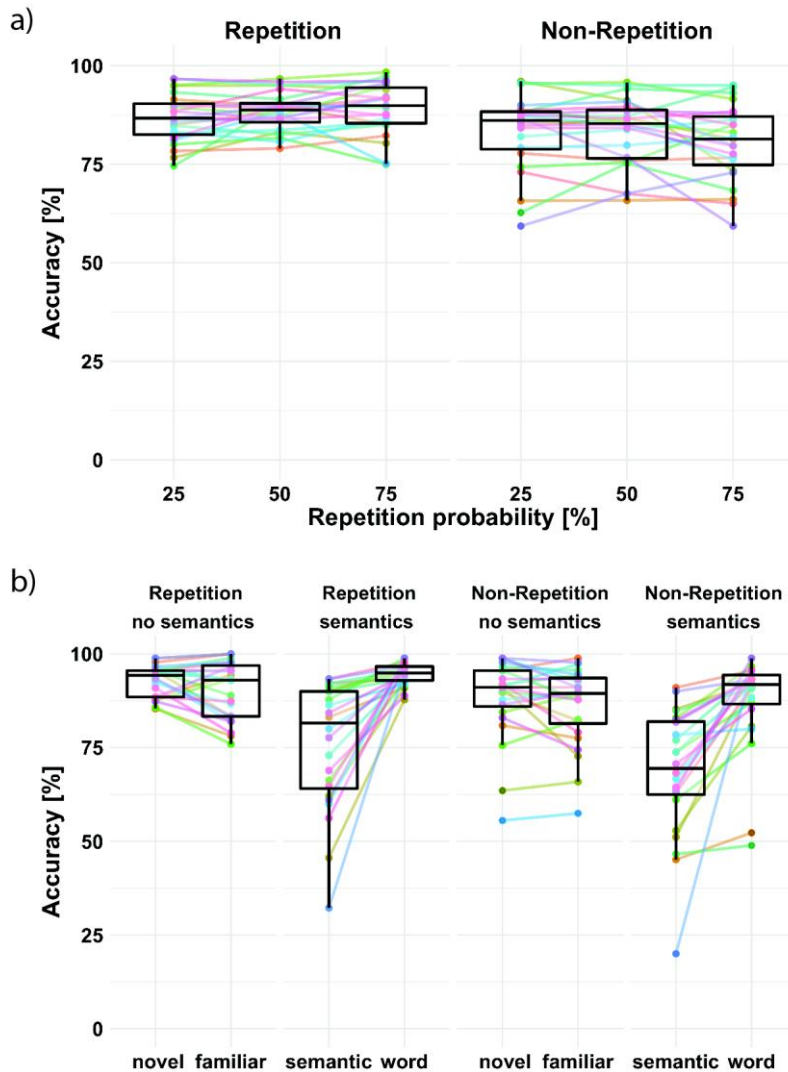 a)
Repetition
Non-Repetition
Accuracy [%]
100
75
50
25
0
25 50 75 25 50 75
Repetition probability [%]
b)
Repetition
no semantics
Repetition
semantics
Non-Repetition
no semantics
Non-Repetition
semantics
Accuracy [%]
100
75
50
25
0
novel familiar semantic word novel familiar semantic word